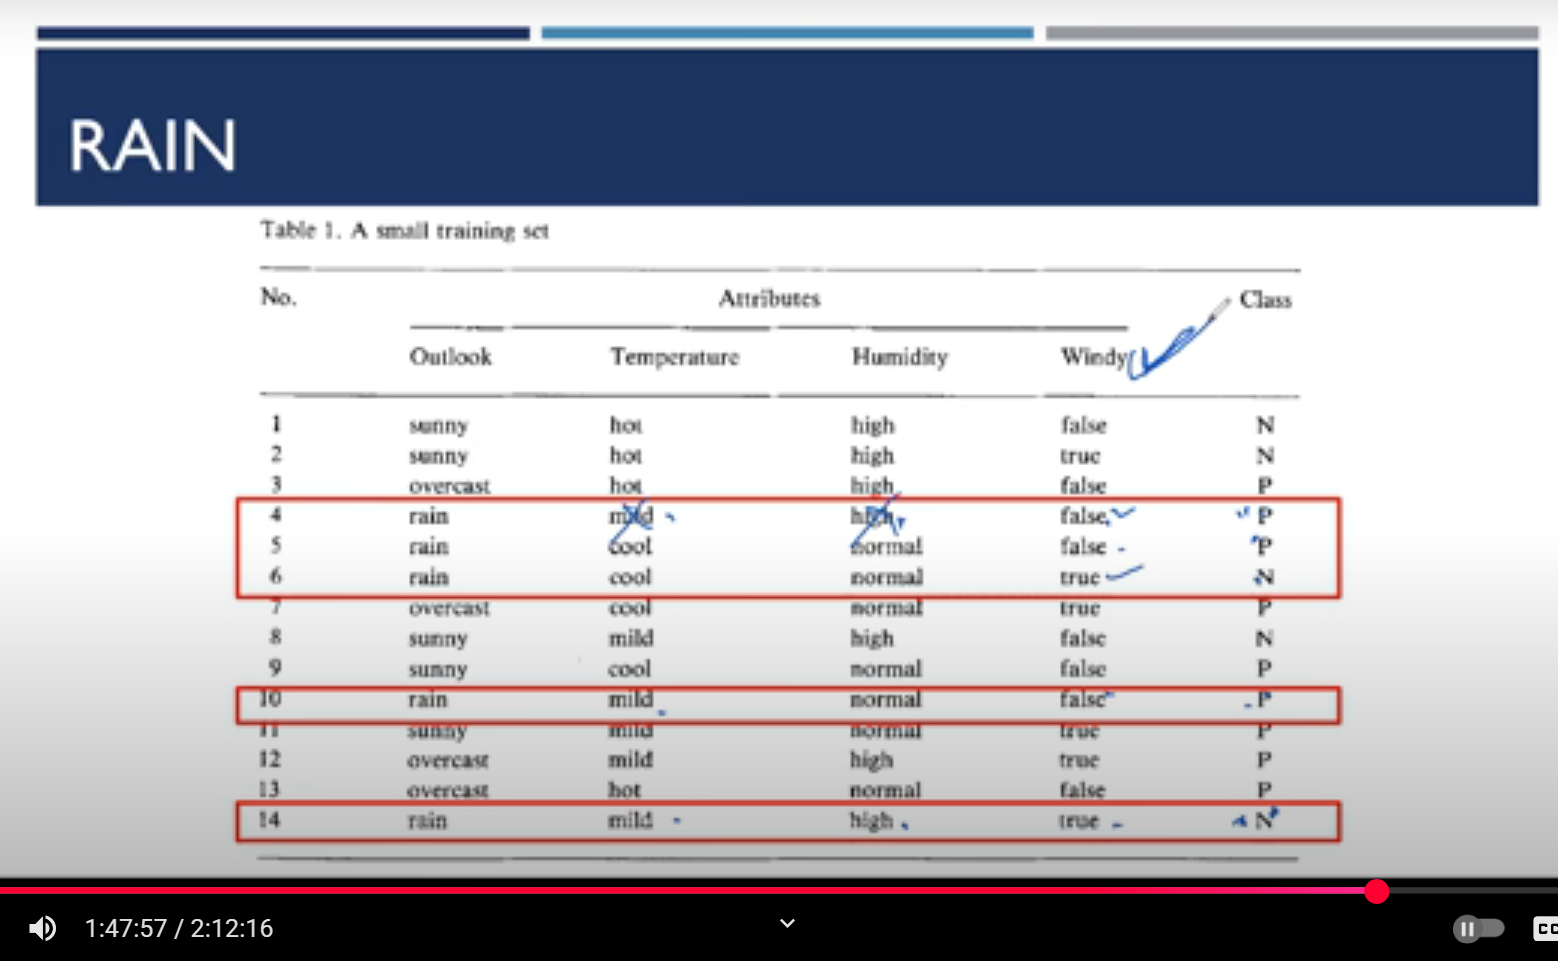 RAIN
Table 1. A small training set
No. Attributes Class
Outlook Temperature Humidity Windy
1 sunny hot high false N
2 sunny hot high true N
3 overcast hot high false P
4 rain mild high false P
5 rain cool normal false P
6 rain cool normal true N
7 overcast cool normal true P
8 sunny mild high false N
9 sunny cool normal false P
10 rain mild normal false P
11 sunny mild normal true P
12 overcast mild high true P
13 overcast hot normal false P
14 rain mild high true N
1:47:57 / 2:12:16